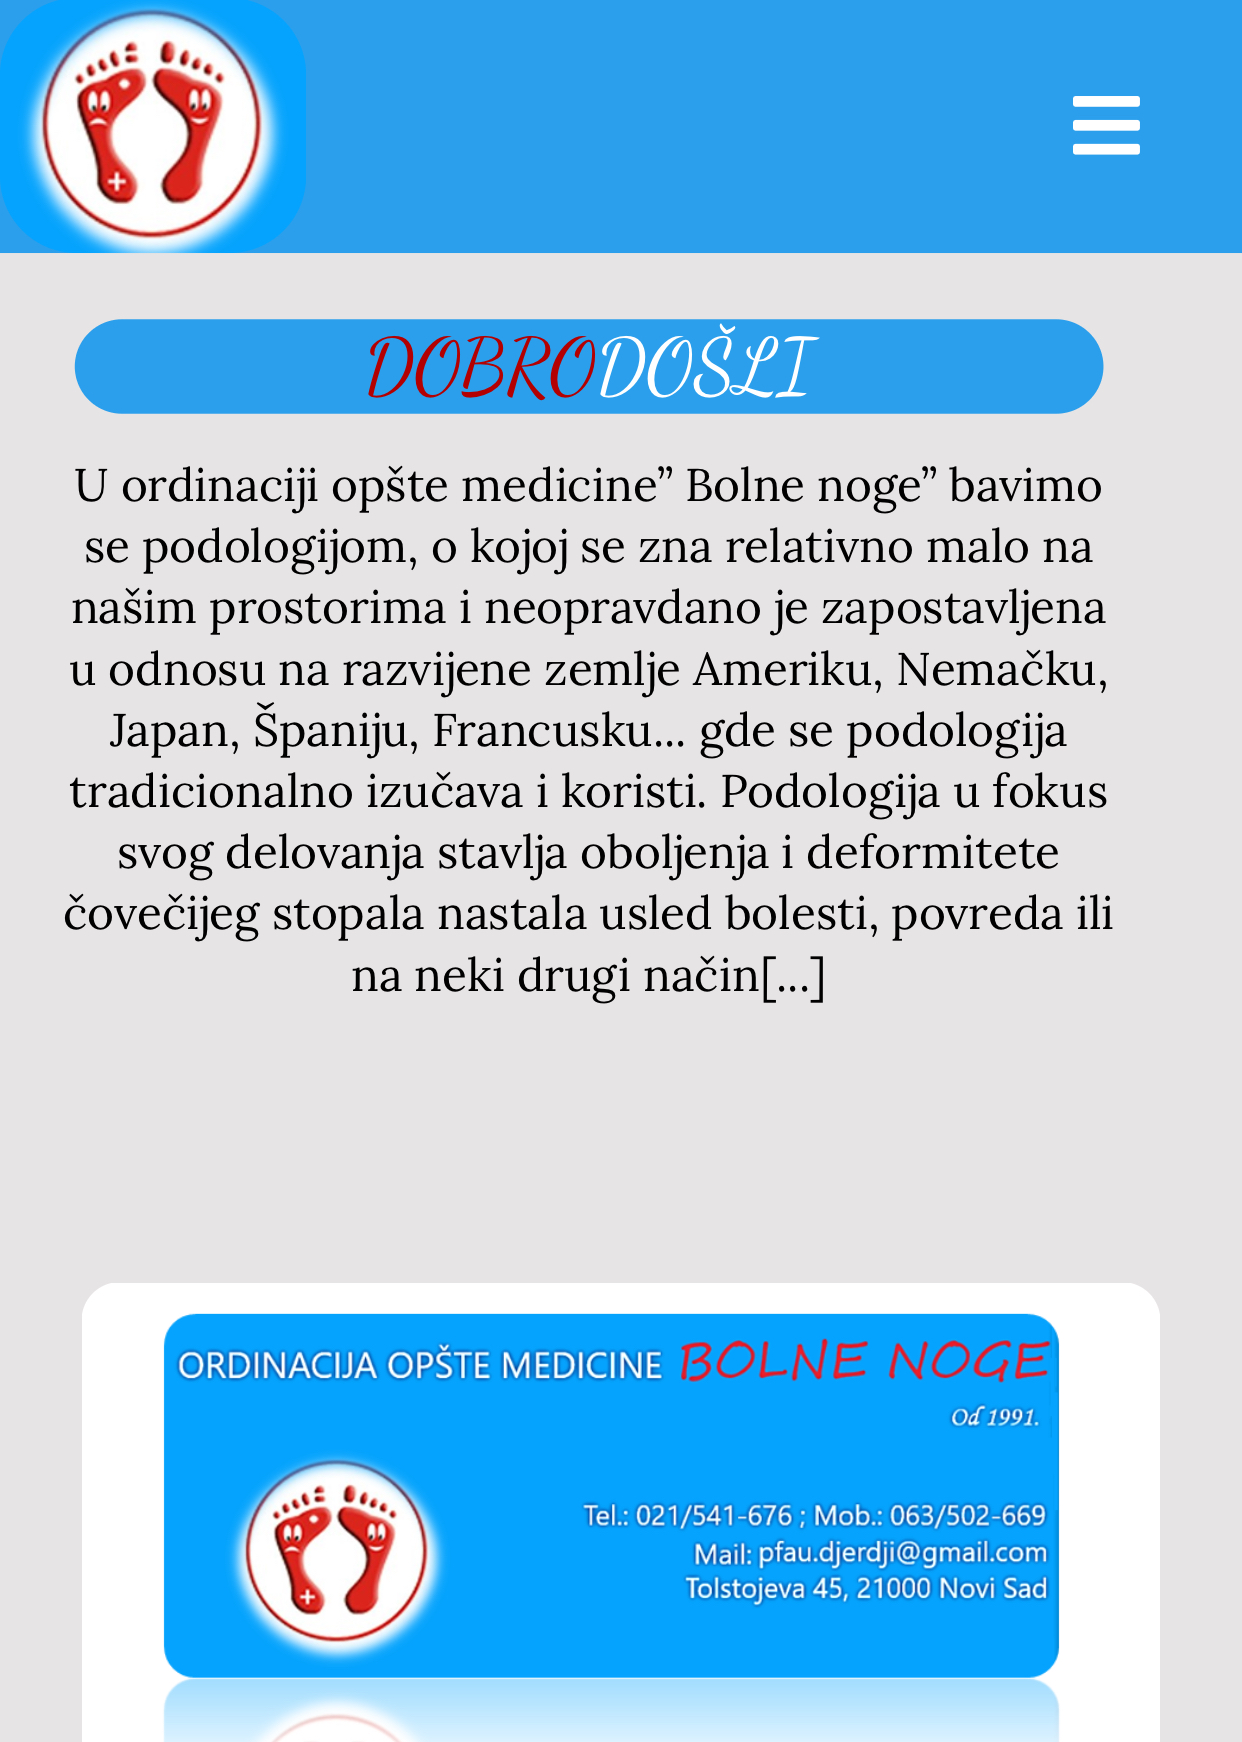 DOBRODOŠLI
U ordinaciji opšte medicine” Bolne noge” bavimo
se podologijom, o kojoj se zna relativno malo na
našim prostorima i neopravdano je zapostavljena
u odnosu na razvijene zemlje Ameriku, Nemačku,
Japan, Španiju, Francusku... gde se podologija
tradicionalno izučava i koristi. Podologija u fokus
svog delovanja stavlja oboljenja i deformitete
čovečijeg stopala nastala usled bolesti, povreda ili
na neki drugi način[...]
ORDINACIJA OPŠTE MEDICINE BOLNE NOGE
Od 1991.
Tel.: 021/541-676 ; Mob.: 063/502-669
Mail: pfau.djerdji@gmail.com
Tolstojeva 45, 21000 Novi Sad